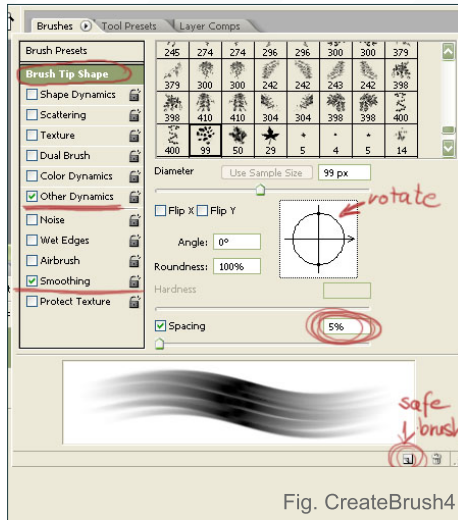 Brushes Tool Presets Layer Comps
Brush Presets
Brush Tip Shape
Shape Dynamics
Scattering
Texture
Dual Brush
Color Dynamics
Other Dynamics
Noise
Wet Edges
Airbrush
Smoothing
Protect Texture
245 274 274 296 296 300 300 379
379 300 300 242 242 243 242 398
398 410 410 304 304 398 398 400
400 99 50 29 5 4 5 14
Diameter Use Sample Size 99 px
rotate
Flip X Flip Y
Angle: 0°
Roundness: 100%
Hardness
Spacing 5%
safe
brush
Fig. CreateBrush4